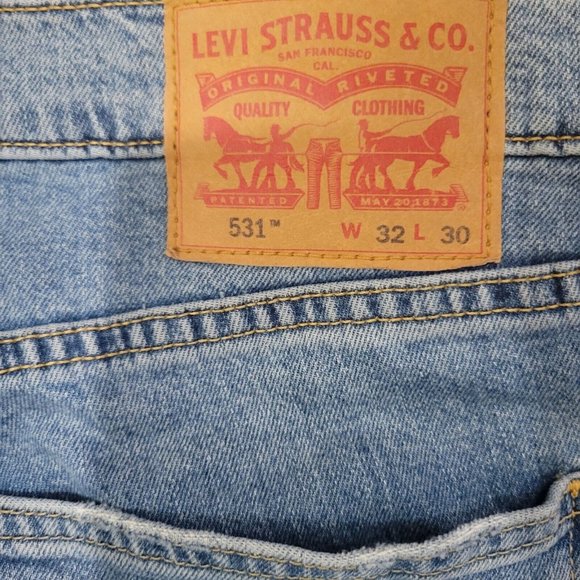 LEVI STRAUSS & CO.
SAN FRANCISCO
CAL.
ORIGINAL RIVETED
QUALITY CLOTHING
PATENTED MAY 20 1873
531™ W 32 L 30